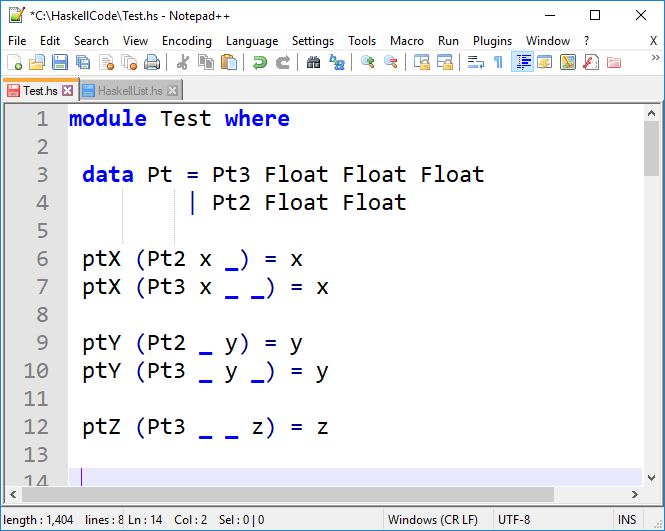 *C:\HaskellCode\Test.hs - Notepad++
File Edit Search View Encoding Language Settings Tools Macro Run Plugins Window ? X
Test.hs HaskellList.hs
1 module Test where
2
3 data Pt = Pt3 Float Float Float
4 | Pt2 Float Float
5
6 ptX (Pt2 x _) = x
7 ptX (Pt3 x _ _) = x
8
9 ptY (Pt2 _ y) = y
10 ptY (Pt3 _ y _) = y
11
12 ptZ (Pt3 _ _ z) = z
13
14
length : 1,404 lines : 8 Ln : 14 Col : 2 Sel : 0 | 0 Windows (CR LF) UTF-8 INS